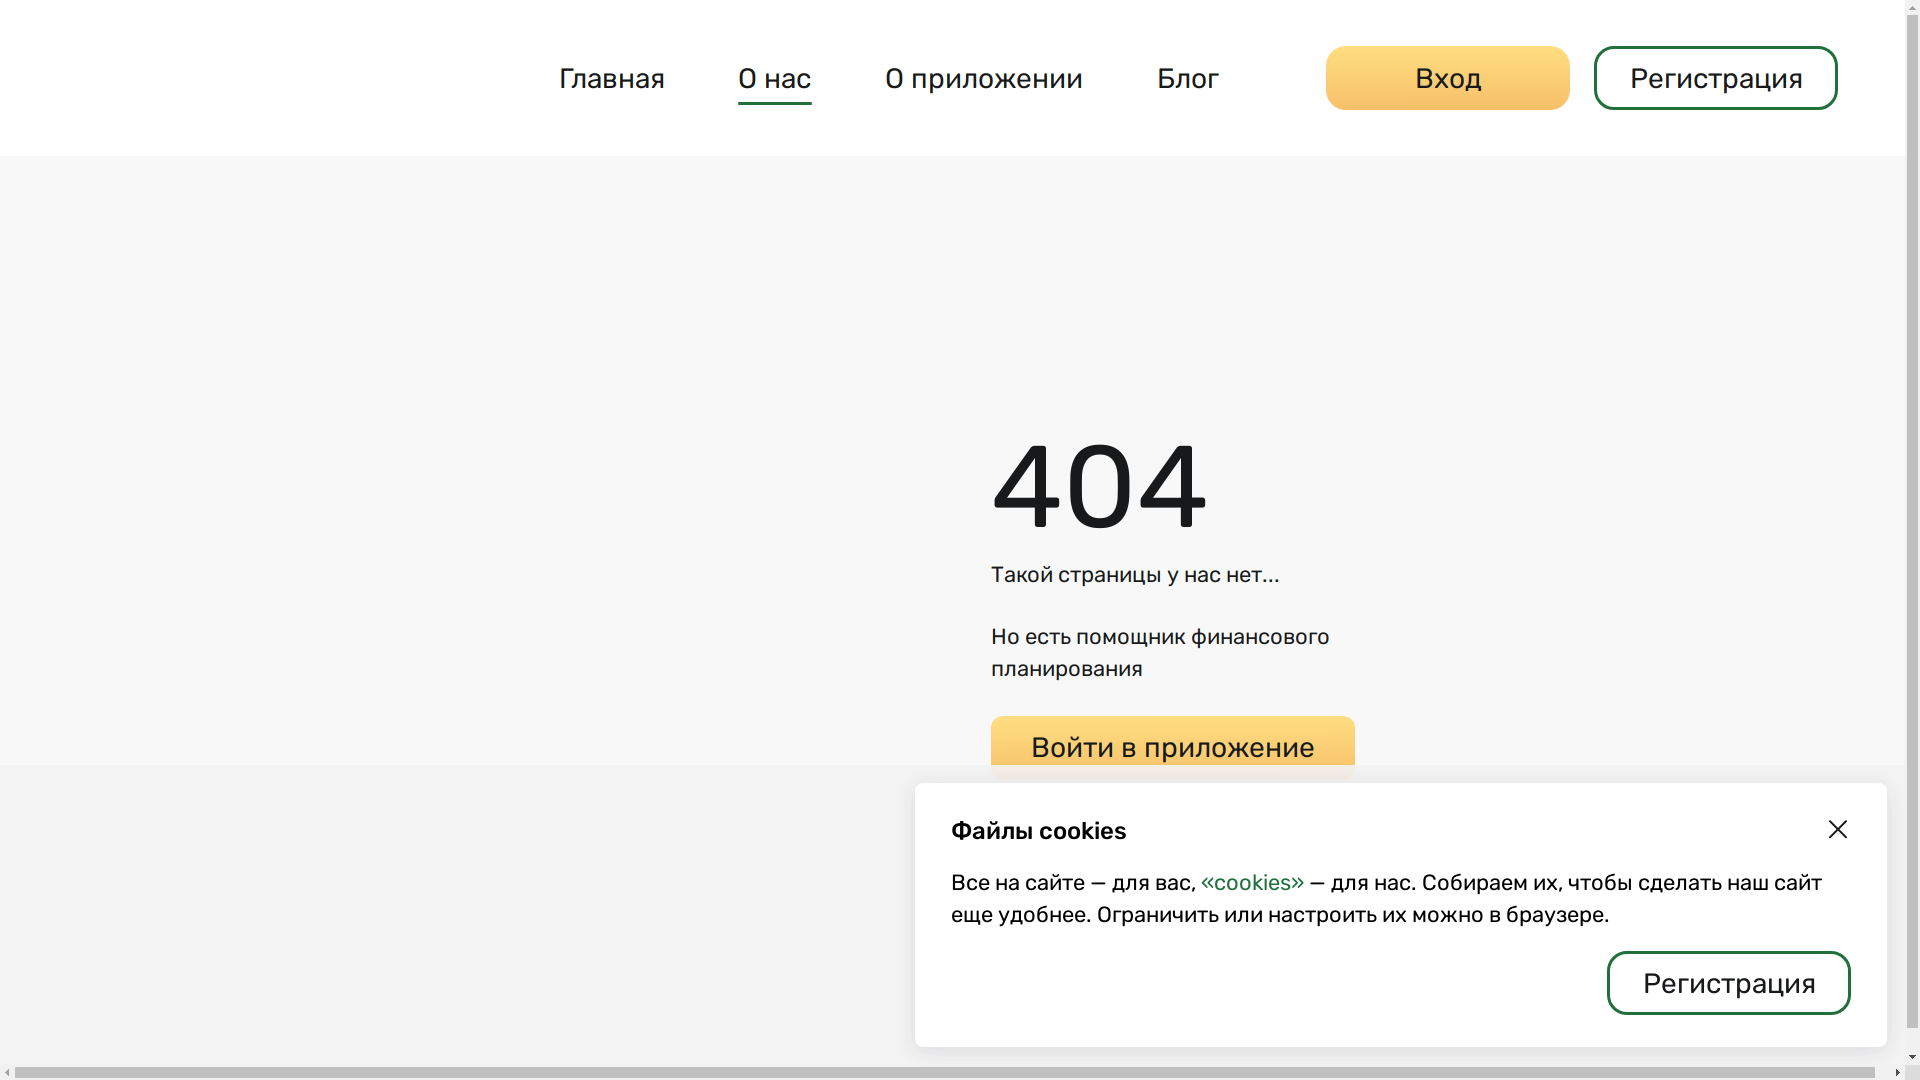 Главная О нас О приложении Блог Вход Регистрация
404
Такой страницы у нас нет...
Но есть помощник финансового
планирования
Войти в приложение
Файлы cookies
Все на сайте — для вас, «cookies» — для нас. Собираем их, чтобы сделать наш сайт
еще удобнее. Ограничить или настроить их можно в браузере.
Регистрация